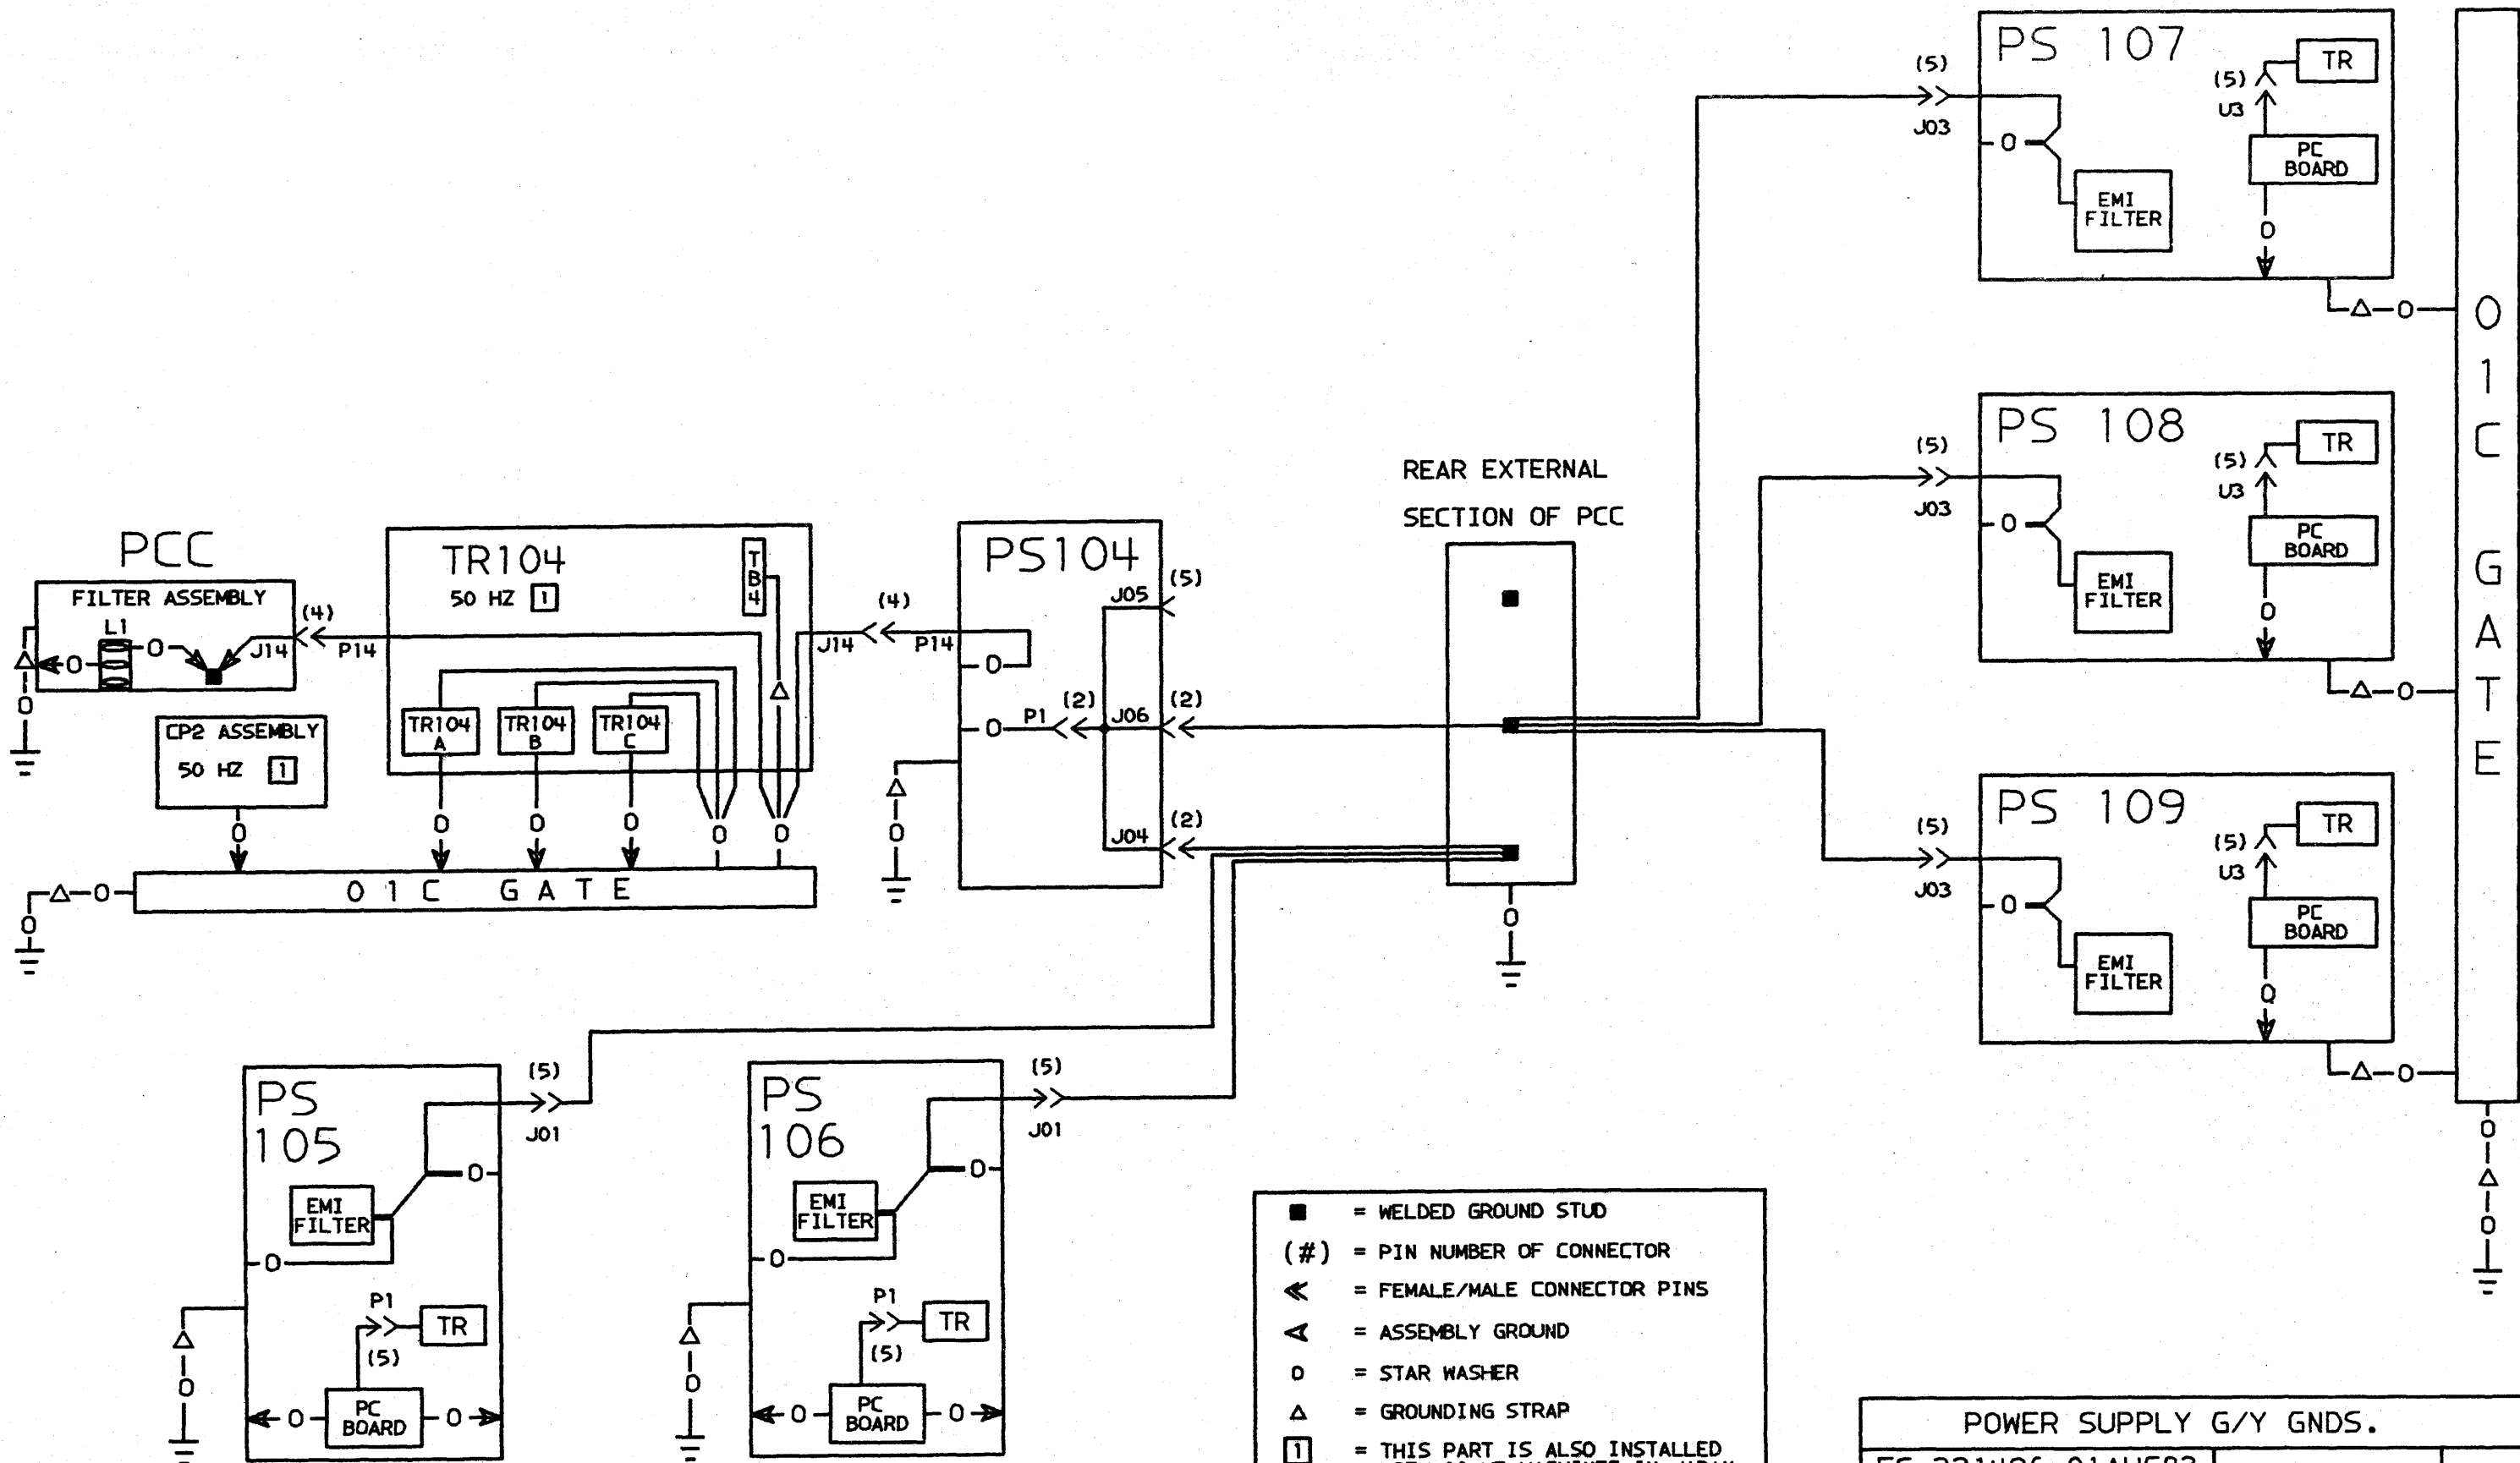 PS 107
(5)
J03
TR
(5)
U3
PC
BOARD
EMI
FILTER
O
O
△
O
PS 108
(5)
J03
TR
(5)
U3
PC
BOARD
EMI
FILTER
O
O
△
O
PS 109
(5)
J03
TR
(5)
U3
PC
BOARD
EMI
FILTER
O
O
△
O
01C GATE
O
△
O
REAR EXTERNAL
SECTION OF PCC
O
PCC
FILTER ASSEMBLY
L1
O
O
J14
(4)
P14
△
O
CP2 ASSEMBLY
50 HZ 1
O
TR104
50 HZ 1
TB4
TR104
A
TR104
B
TR104
C
△
O
O
O
O
O
01C GATE
△
O
O
J14
(4)
P14
PS104
O
O
P1
(2)
J05
(5)
J06
(2)
J04
(2)
△
O
PS
105
(5)
J01
O
EMI
FILTER
O
P1
(5)
TR
O
PC
BOARD
O
△
O
PS
106
(5)
J01
O
EMI
FILTER
O
P1
(5)
TR
O
PC
BOARD
O
△
O
■ = WELDED GROUND STUD
(#) = PIN NUMBER OF CONNECTOR
= FEMALE/MALE CONNECTOR PINS
= ASSEMBLY GROUND
O = STAR WASHER
△ = GROUNDING STRAP
1 = THIS PART IS ALSO INSTALLED
POWER SUPPLY G/Y GNDS.